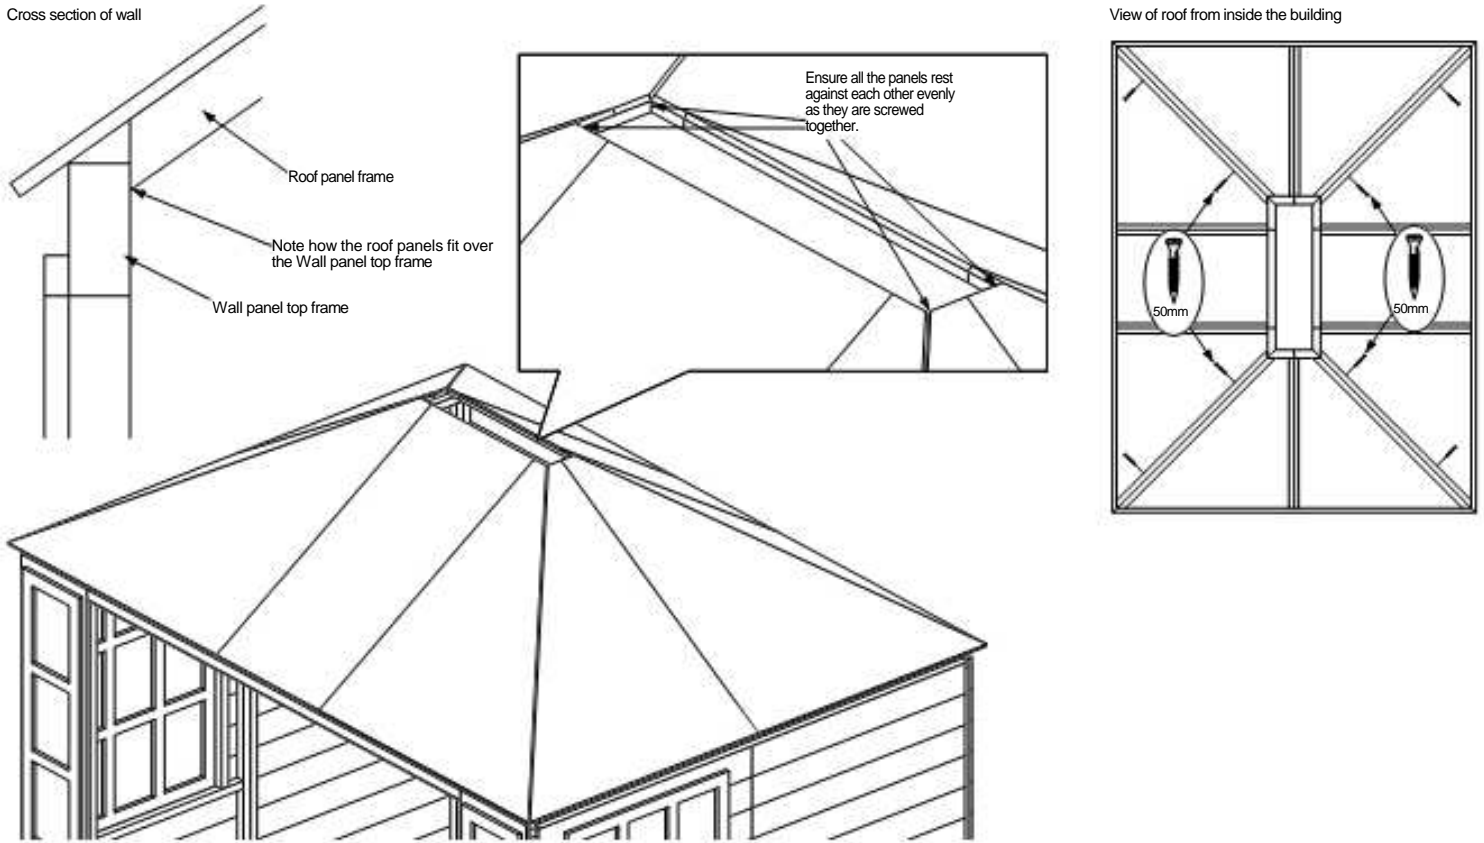 Cross section of wall
Roof panel frame
Note how the roof panels fit over
the Wall panel top frame
Wall panel top frame
Ensure all the panels rest
against each other evenly
as they are screwed
together.
View of roof from inside the building
50mm
50mm